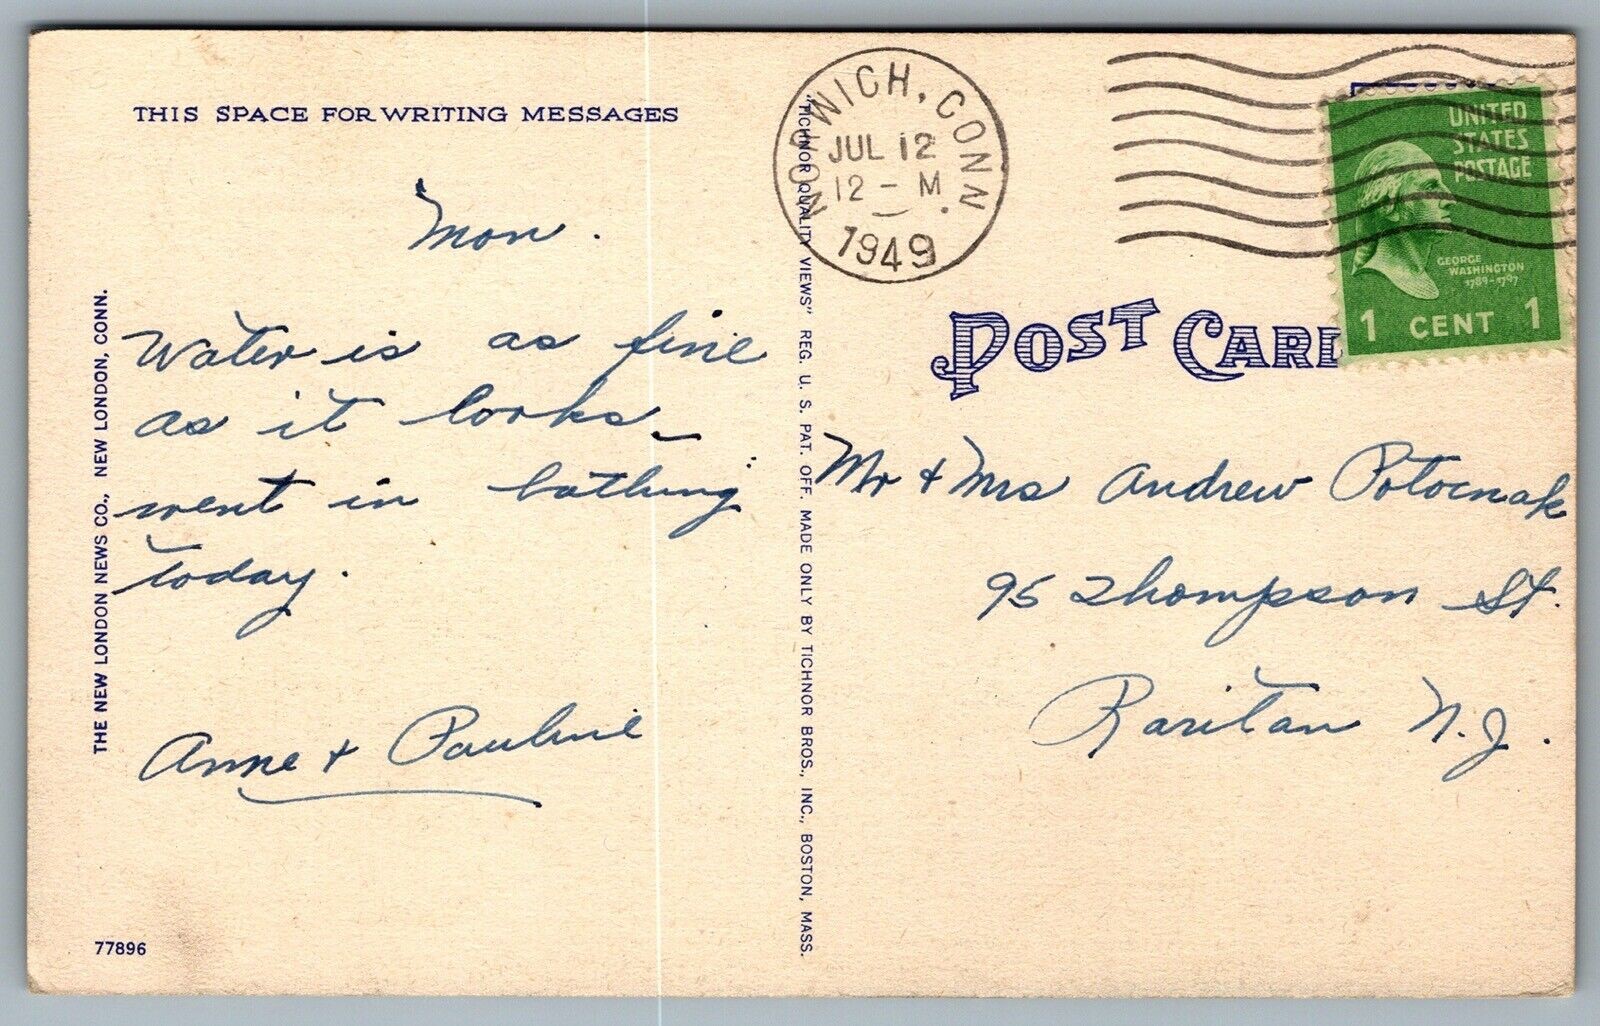 THIS SPACE FOR WRITING MESSAGES
Mon.
Water is as fine
as it looks –
went in bathing
today.
Anne + Pauline
THE NEW LONDON NEWS CO., NEW LONDON, CONN.
77896
"TICHNOR QUALITY VIEWS" REG. U. S. PAT. OFF. MADE ONLY BY TICHNOR BROS., INC., BOSTON, MASS.
NORWICH, CONN.
JUL 12
12 – M
1949
UNITED
STATES
POSTAGE
GEORGE
WASHINGTON
1789-1797
1 CENT 1
POST CARD
Mr + Mrs Andrew Potocnak
95 Thompson St.
Raritan N.J.